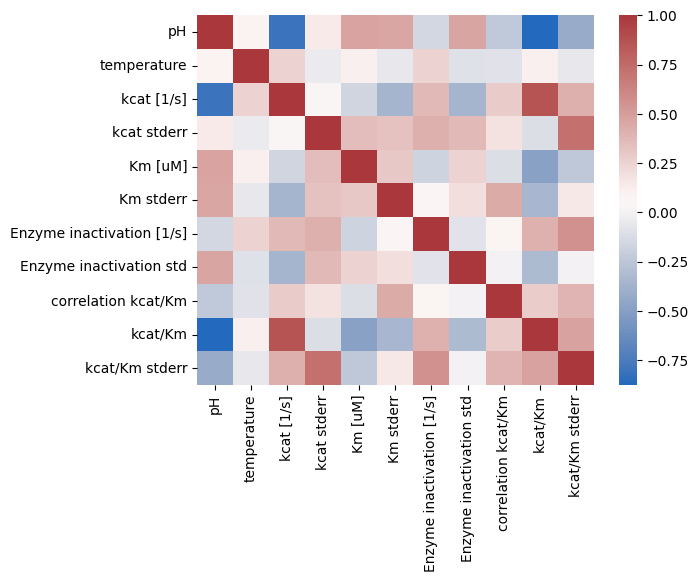 pH
temperature
kcat [1/s]
kcat stderr
Km [uM]
Km stderr
Enzyme inactivation [1/s]
Enzyme inactivation std
correlation kcat/Km
kcat/Km
kcat/Km stderr
pH
temperature
kcat [1/s]
kcat stderr
Km [uM]
Km stderr
Enzyme inactivation [1/s]
Enzyme inactivation std
correlation kcat/Km
kcat/Km
kcat/Km stderr
1.00
0.75
0.50
0.25
0.00
−0.25
−0.50
−0.75